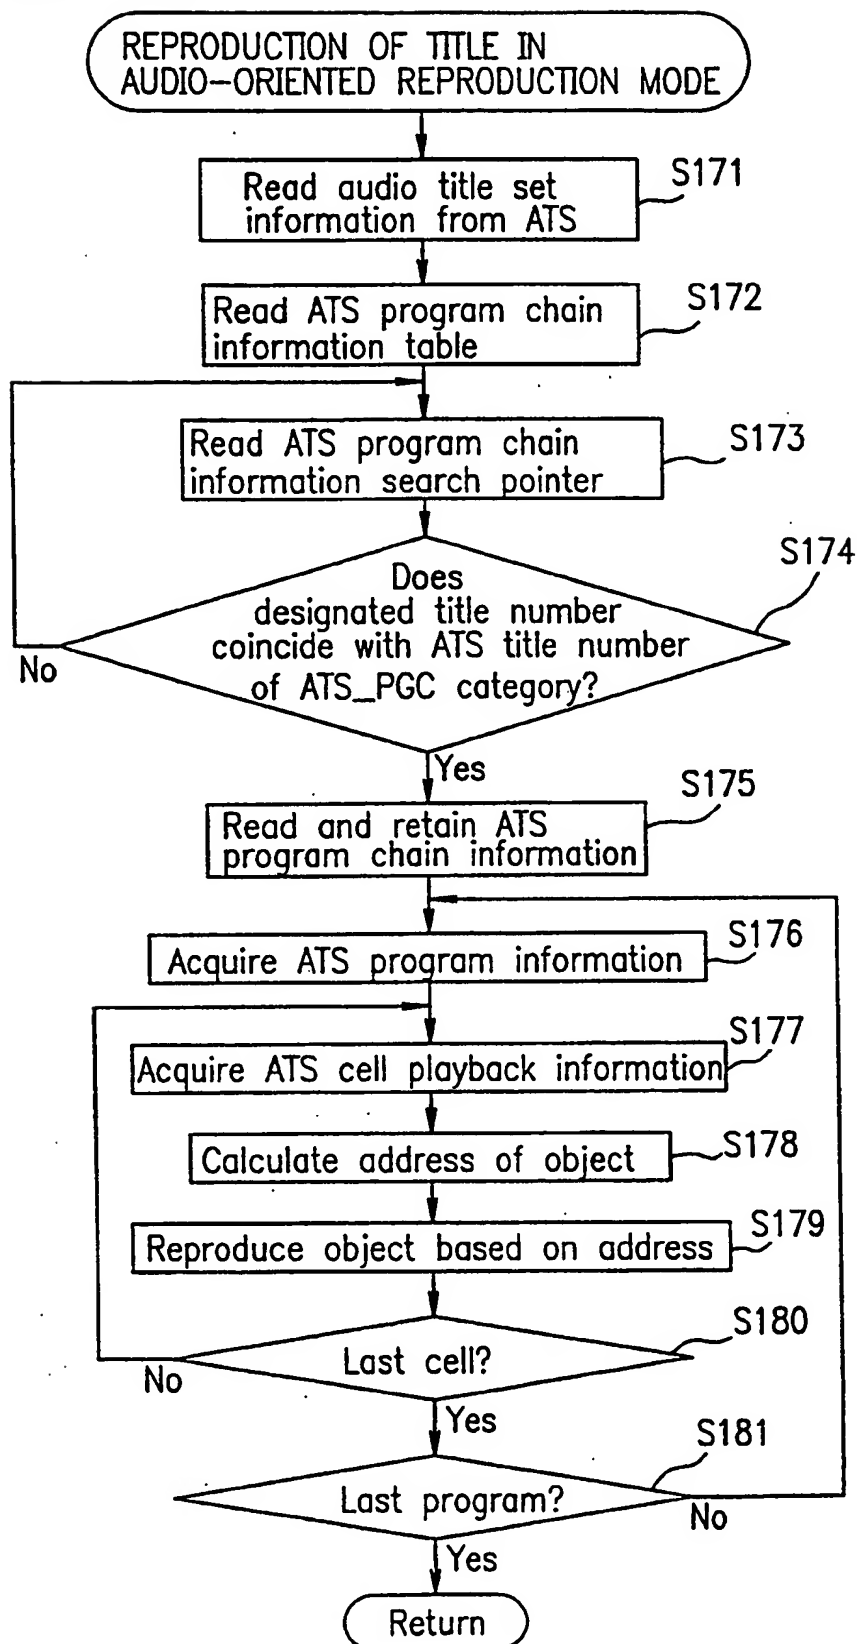 REPRODUCTION OF TITLE IN
AUDIO-ORIENTED REPRODUCTION MODE
Read audio title set
information from ATS
S171
Read ATS program chain
information table
S172
Read ATS program chain
information search pointer
S173
Does
designated title number
coincide with ATS title number
of ATS_PGC category?
S174
No
Yes
Read and retain ATS
program chain information
S175
Acquire ATS program information
S176
Acquire ATS cell playback information
S177
Calculate address of object
S178
Reproduce object based on address
S179
Last cell?
S180
No
Yes
Last program?
S181
No
Yes
Return